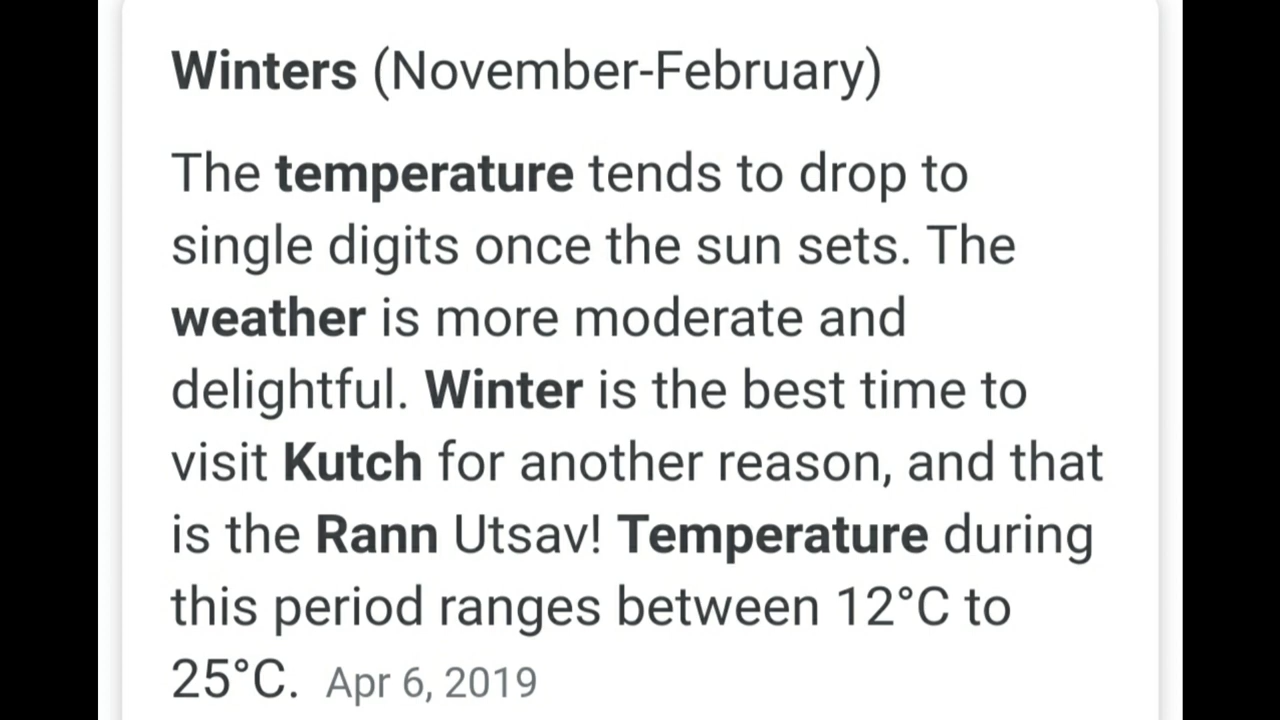 Winters (November-February)
The temperature tends to drop to
single digits once the sun sets. The
weather is more moderate and
delightful. Winter is the best time to
visit Kutch for another reason, and that
is the Rann Utsav! Temperature during
this period ranges between 12°C to
25°C. Apr 6, 2019